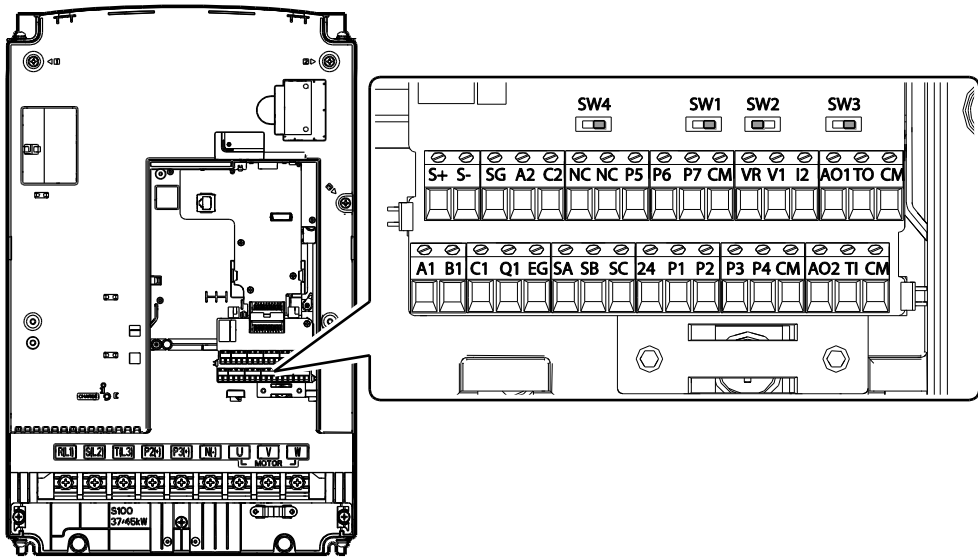 SW4 SW1 SW2 SW3
S+ S- SG A2 C2 NC NC P5 P6 P7 CM VR V1 I2 AO1 TO CM
A1 B1 C1 Q1 EG SA SB SC 24 P1 P2 P3 P4 CM AO2 TI CM
CHARGE
R(L1) S(L2) T(L3) P2(+) P3(+) N(-) U V W
MOTOR
S100
37/45kW